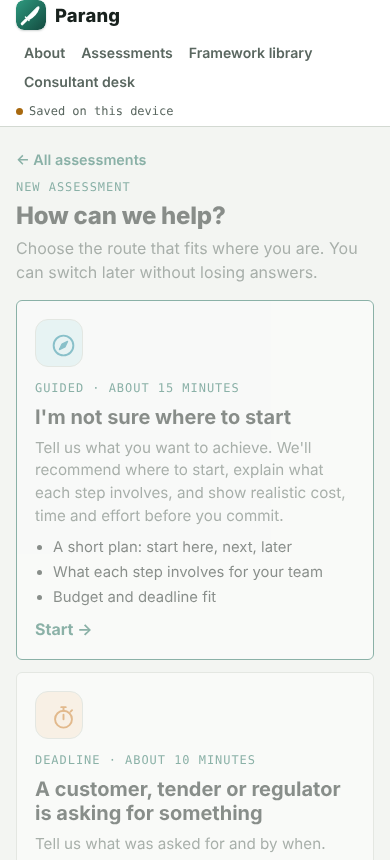 Parang
About Assessments Framework library
Consultant desk
Saved on this device
← All assessments
NEW ASSESSMENT
How can we help?
Choose the route that fits where you are. You
can switch later without losing answers.
GUIDED · ABOUT 15 MINUTES
I'm not sure where to start
Tell us what you want to achieve. We'll
recommend where to start, explain what
each step involves, and show realistic cost,
time and effort before you commit.
• A short plan: start here, next, later
• What each step involves for your team
• Budget and deadline fit
Start →
DEADLINE · ABOUT 10 MINUTES
A customer, tender or regulator
is asking for something
Tell us what was asked for and by when.